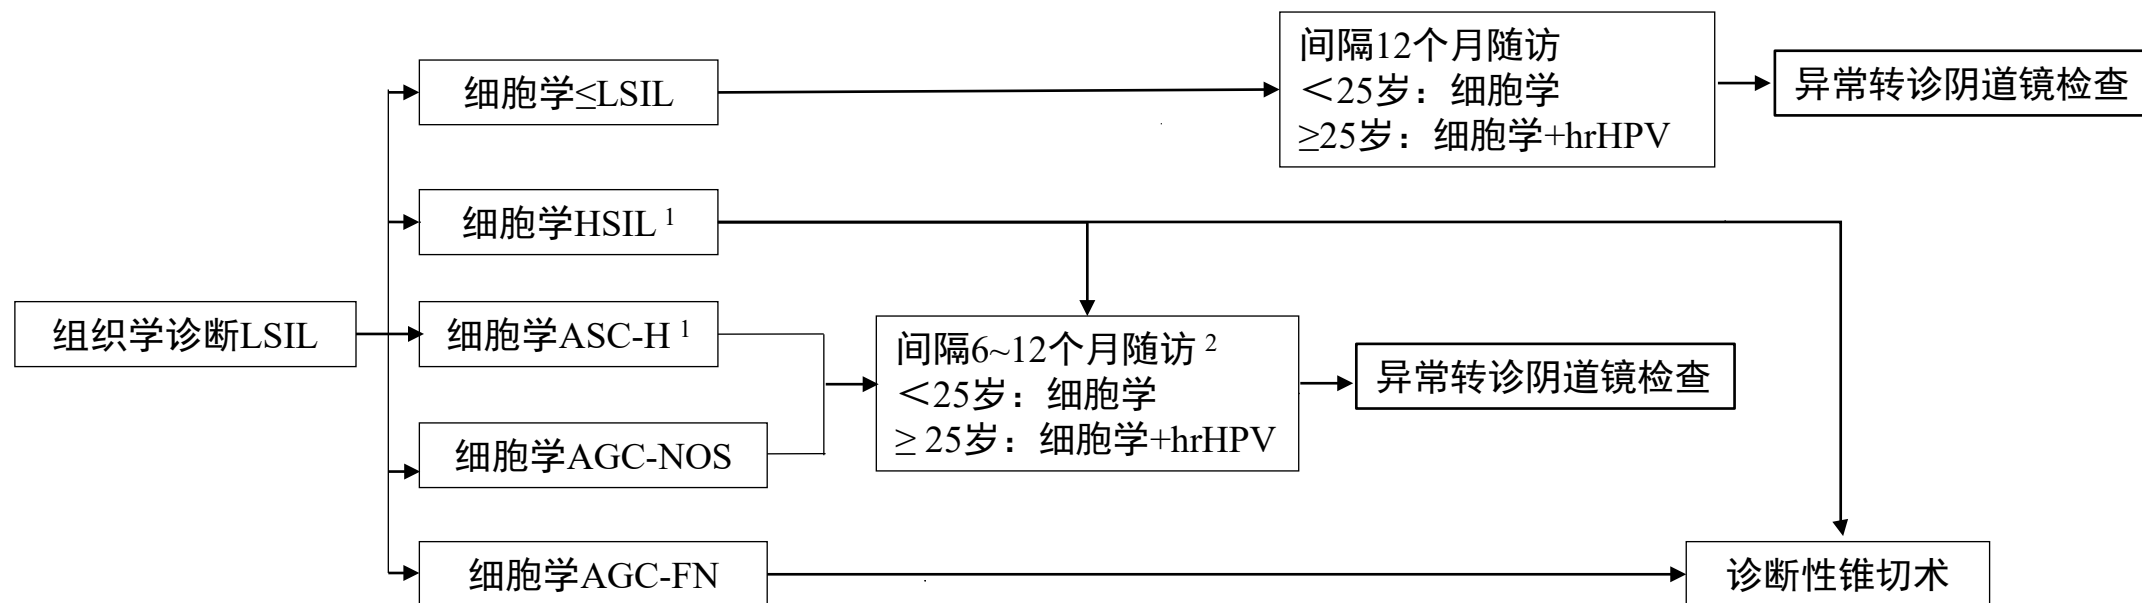 间隔12个月随访
＜25岁：细胞学
≥25岁：细胞学+hrHPV
异常转诊阴道镜检查
细胞学≤LSIL
细胞学HSIL 1
组织学诊断LSIL
细胞学ASC-H 1
间隔6~12个月随访 2
＜25岁：细胞学
≥ 25岁：细胞学+hrHPV
异常转诊阴道镜检查
细胞学AGC-NOS
细胞学AGC-FN
诊断性锥切术